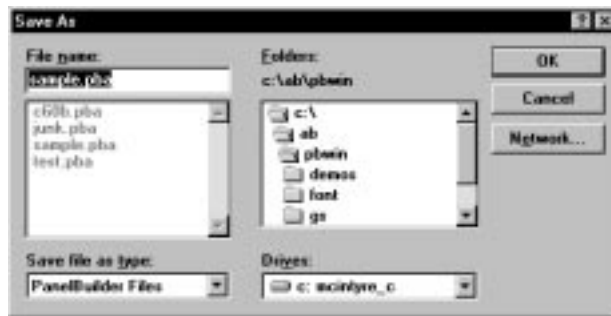 Save As
File name:
sample.pba
c60b.pba
junk.pba
sample.pba
test.pba
Save file as type:
PanelBuilder Files
Folders:
c:\ab\pbwin
c:\
ab
pbwin
demos
font
gs
Drives:
c: mcintyre_c
OK
Cancel
Network...